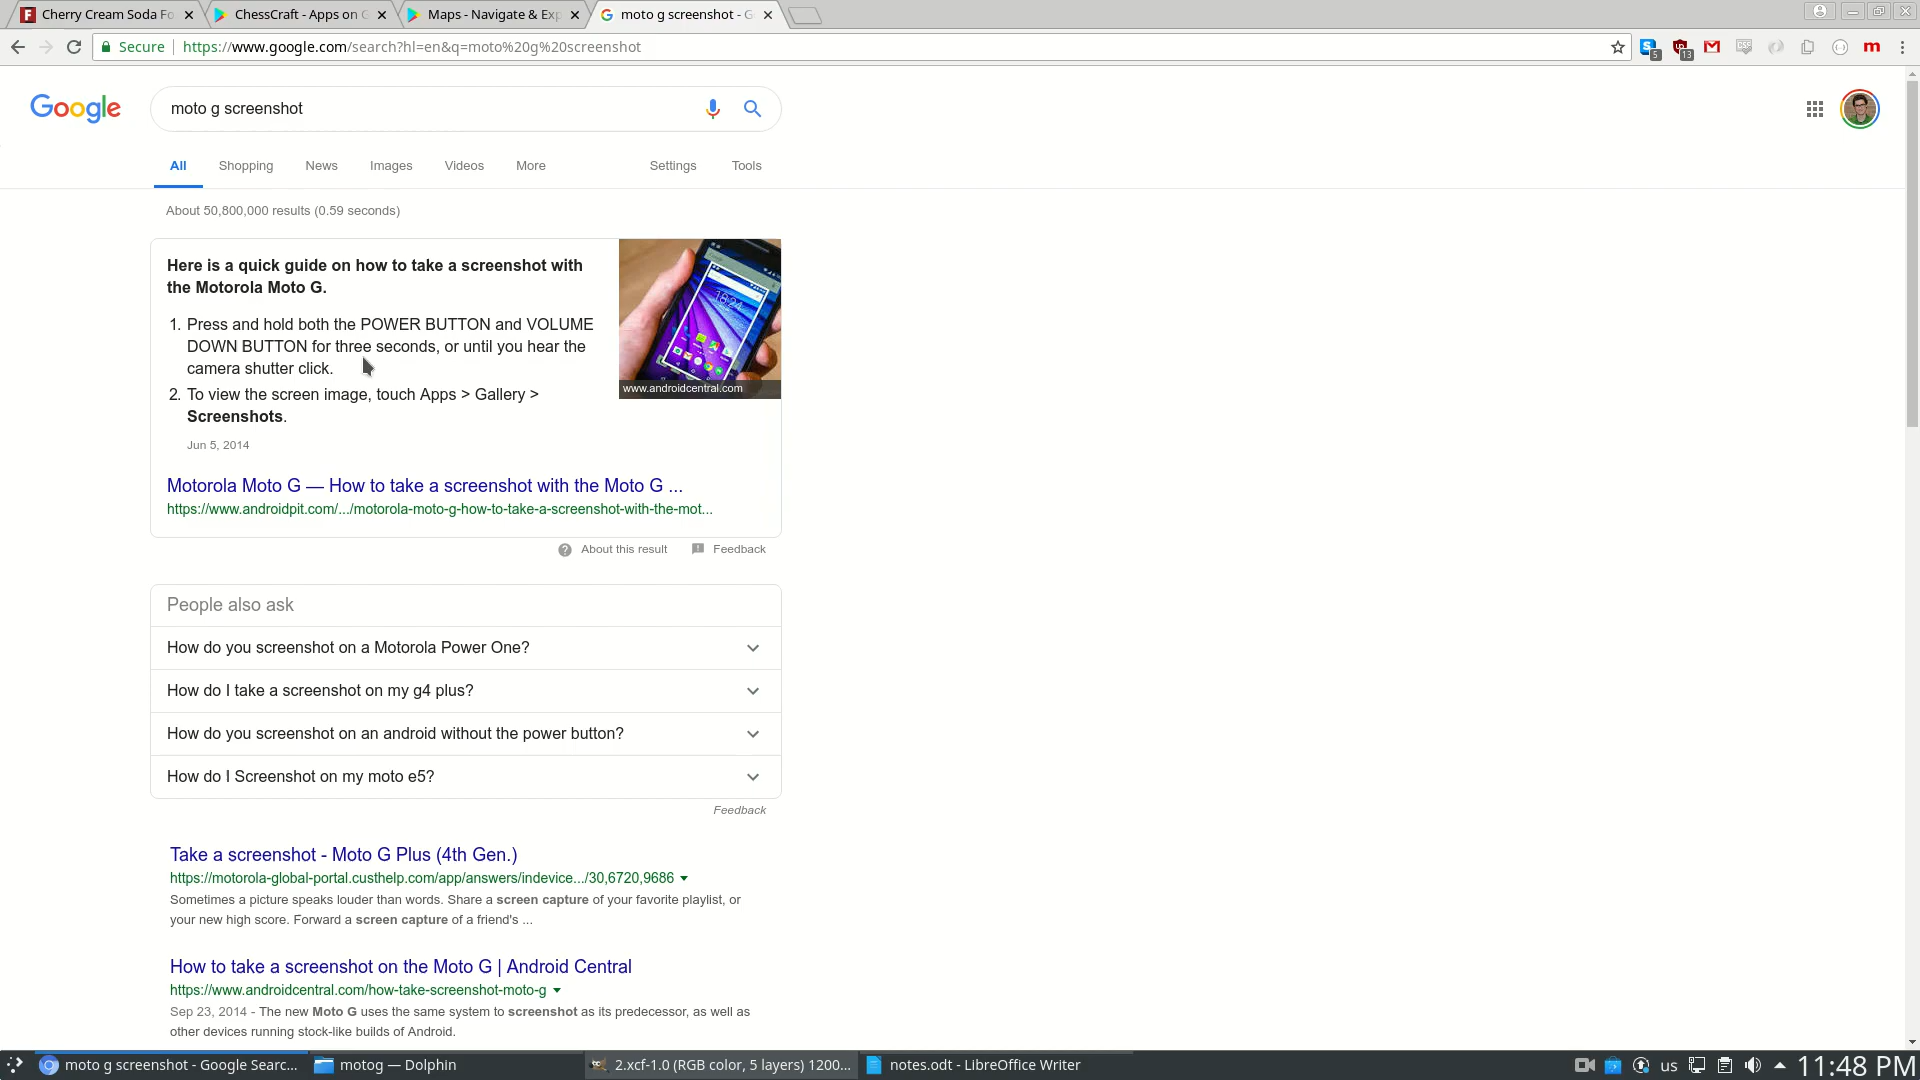 Cherry Cream Soda Fo
ChessCraft - Apps on G
Maps - Navigate & Exp
moto g screenshot - G
Secure
https://www.google.com/search?hl=en&q=moto%20g%20screenshot
5
13
CSS
m
Google
moto g screenshot
All Shopping News Images Videos More Settings Tools
About 50,800,000 results (0.59 seconds)
Here is a quick guide on how to take a screenshot with
the Motorola Moto G.
1. Press and hold both the POWER BUTTON and VOLUME
DOWN BUTTON for three seconds, or until you hear the
camera shutter click.
2. To view the screen image, touch Apps > Gallery >
Screenshots.
Jun 5, 2014
18:24
www.androidcentral.com
Motorola Moto G — How to take a screenshot with the Moto G ...
https://www.androidpit.com/.../motorola-moto-g-how-to-take-a-screenshot-with-the-mot...
About this result Feedback
People also ask
How do you screenshot on a Motorola Power One?
How do I take a screenshot on my g4 plus?
How do you screenshot on an android without the power button?
How do I Screenshot on my moto e5?
Feedback
Take a screenshot - Moto G Plus (4th Gen.)
https://motorola-global-portal.custhelp.com/app/answers/indevice.../30,6720,9686
Sometimes a picture speaks louder than words. Share a screen capture of your favorite playlist, or
your new high score. Forward a screen capture of a friend's ...
How to take a screenshot on the Moto G | Android Central
https://www.androidcentral.com/how-take-screenshot-moto-g
Sep 23, 2014 - The new Moto G uses the same system to screenshot as its predecessor, as well as
other devices running stock-like builds of Android.
moto g screenshot - Google Searc...
motog — Dolphin
2.xcf-1.0 (RGB color, 5 layers) 1200...
notes.odt - LibreOffice Writer
us
11:48 PM